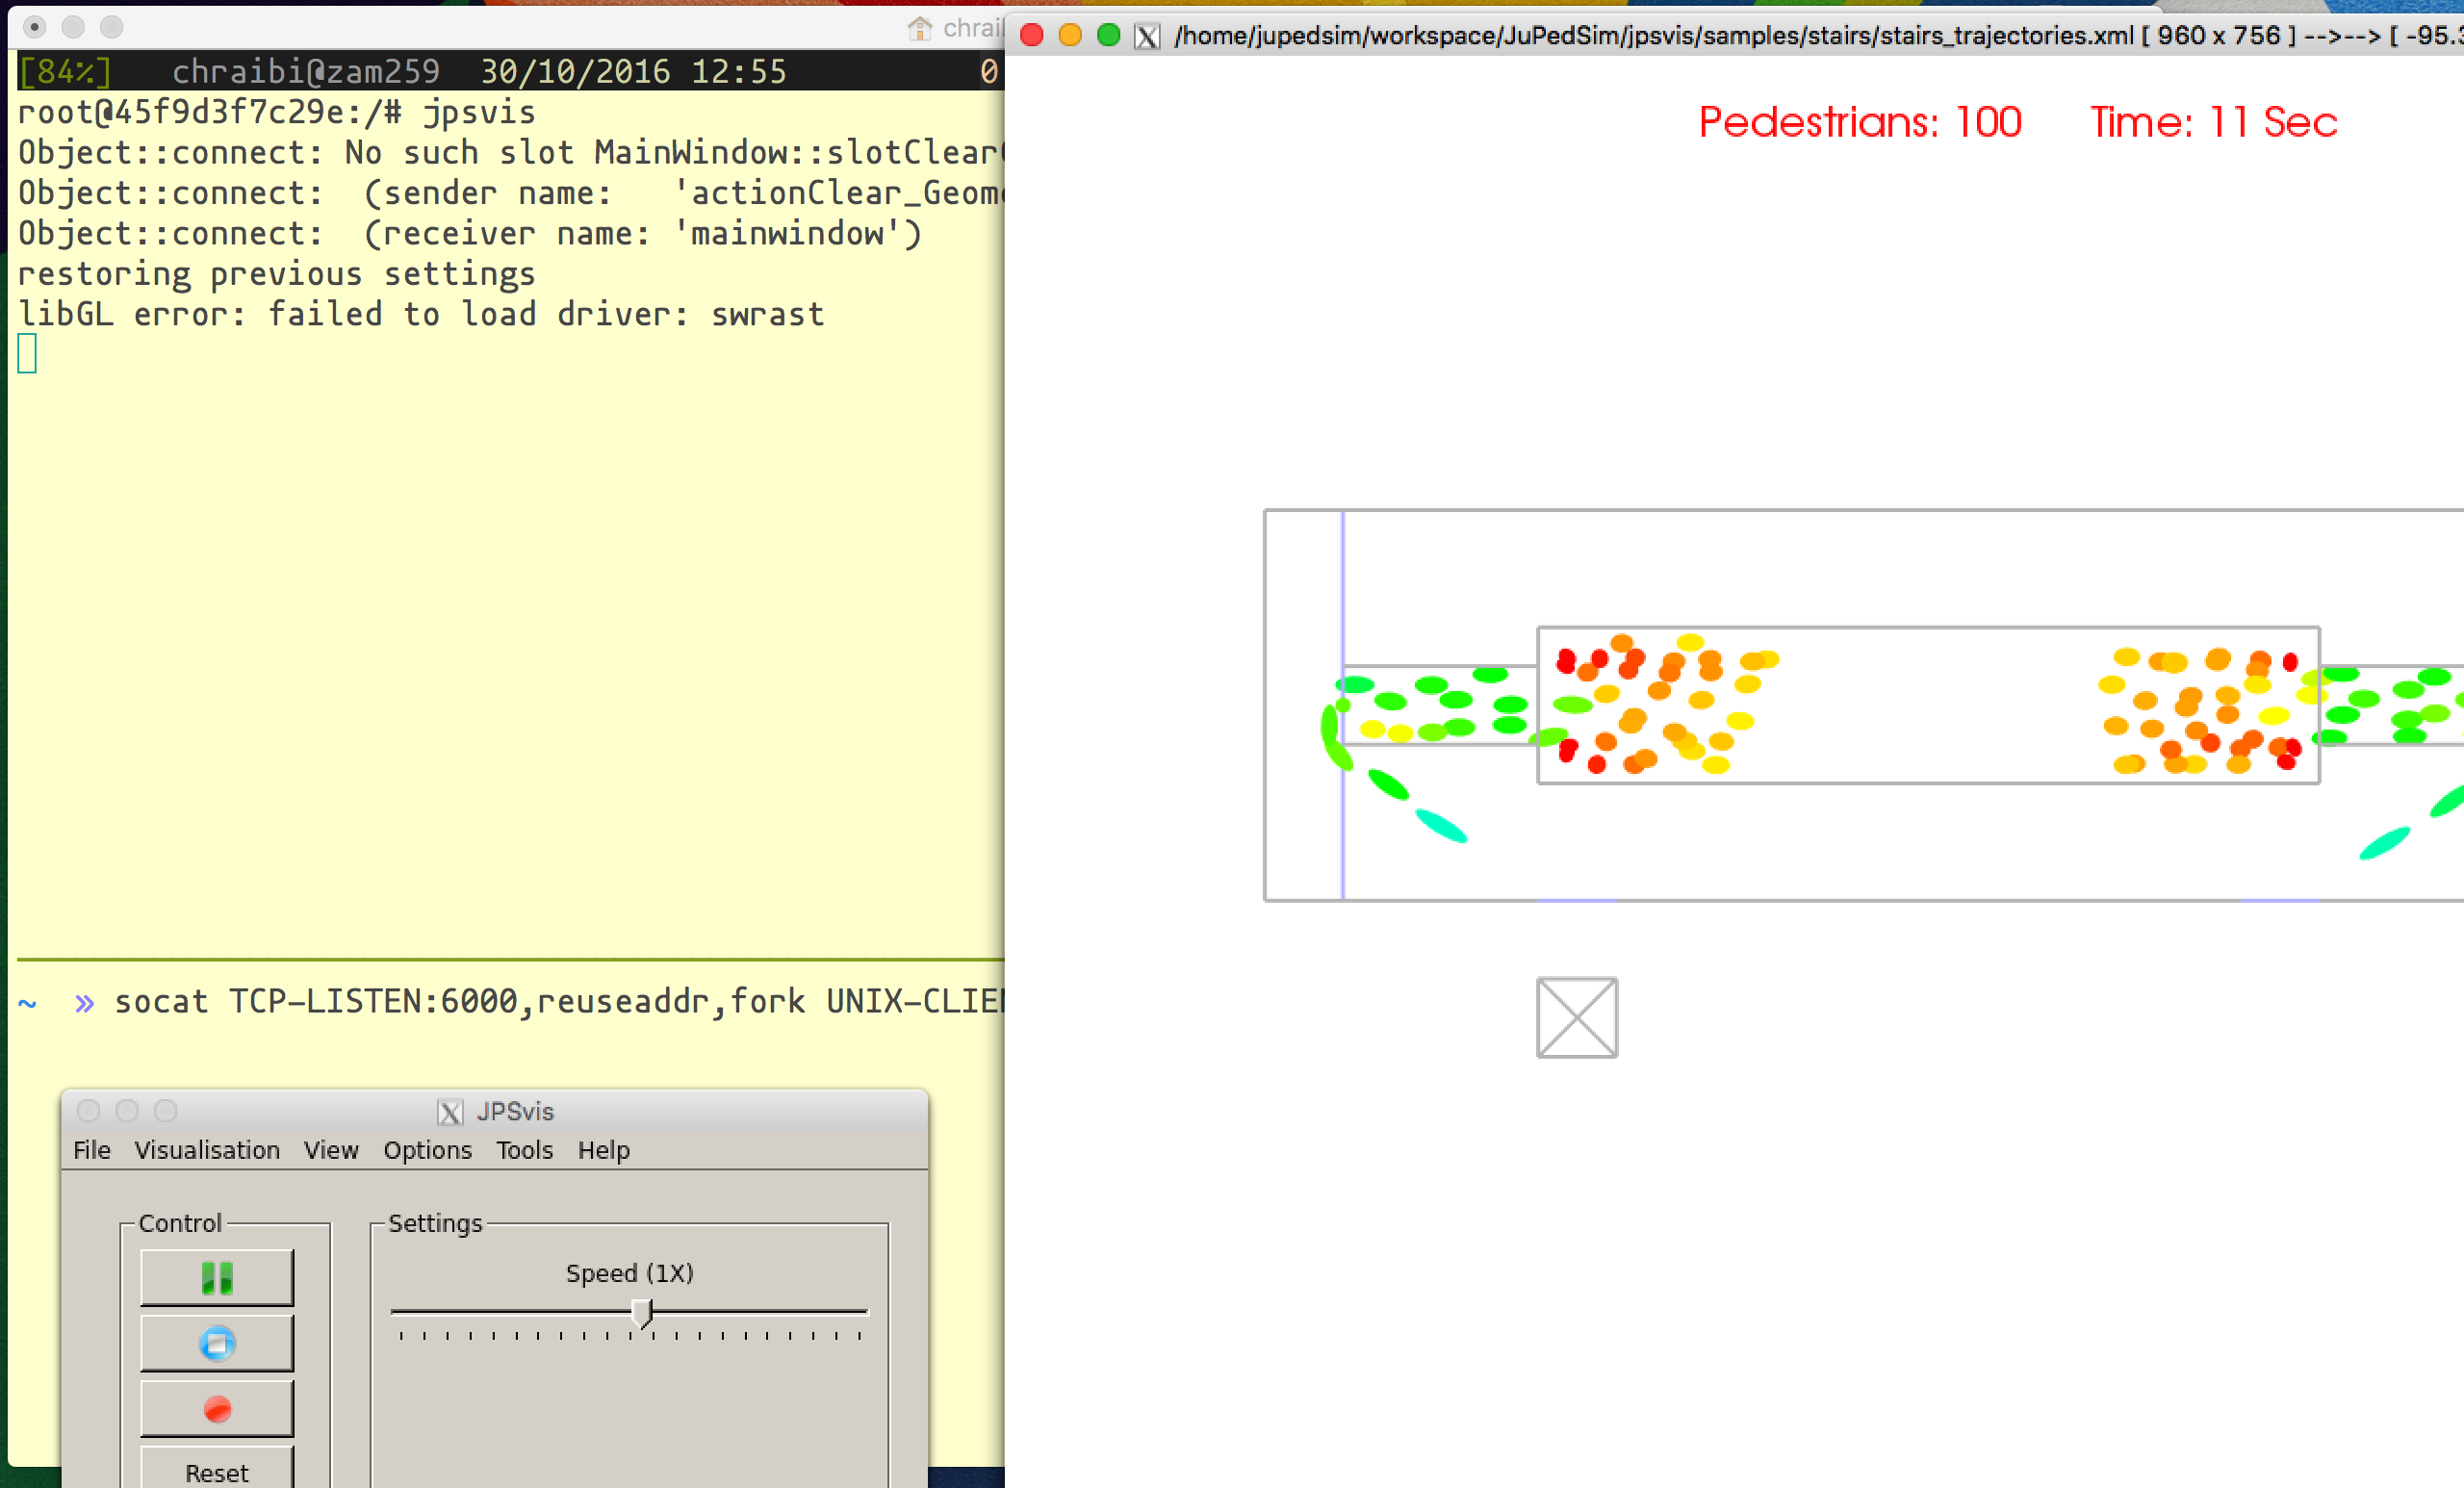 chraib
[84%] chraibi@zam259 30/10/2016 12:55 0
root@45f9d3f7c29e:/# jpsvis
Object::connect: No such slot MainWindow::slotClear
Object::connect: (sender name: 'actionClear_Geom
Object::connect: (receiver name: 'mainwindow')
restoring previous settings
libGL error: failed to load driver: swrast
~ » socat TCP-LISTEN:6000,reuseaddr,fork UNIX-CLIEN
X JPSvis
File Visualisation View Options Tools Help
Control
Settings
Speed (1X)
Reset
X /home/jupedsim/workspace/JuPedSim/jpsvis/samples/stairs/stairs_trajectories.xml [ 960 x 756 ] -->--> [ -95.3
Pedestrians: 100 Time: 11 Sec